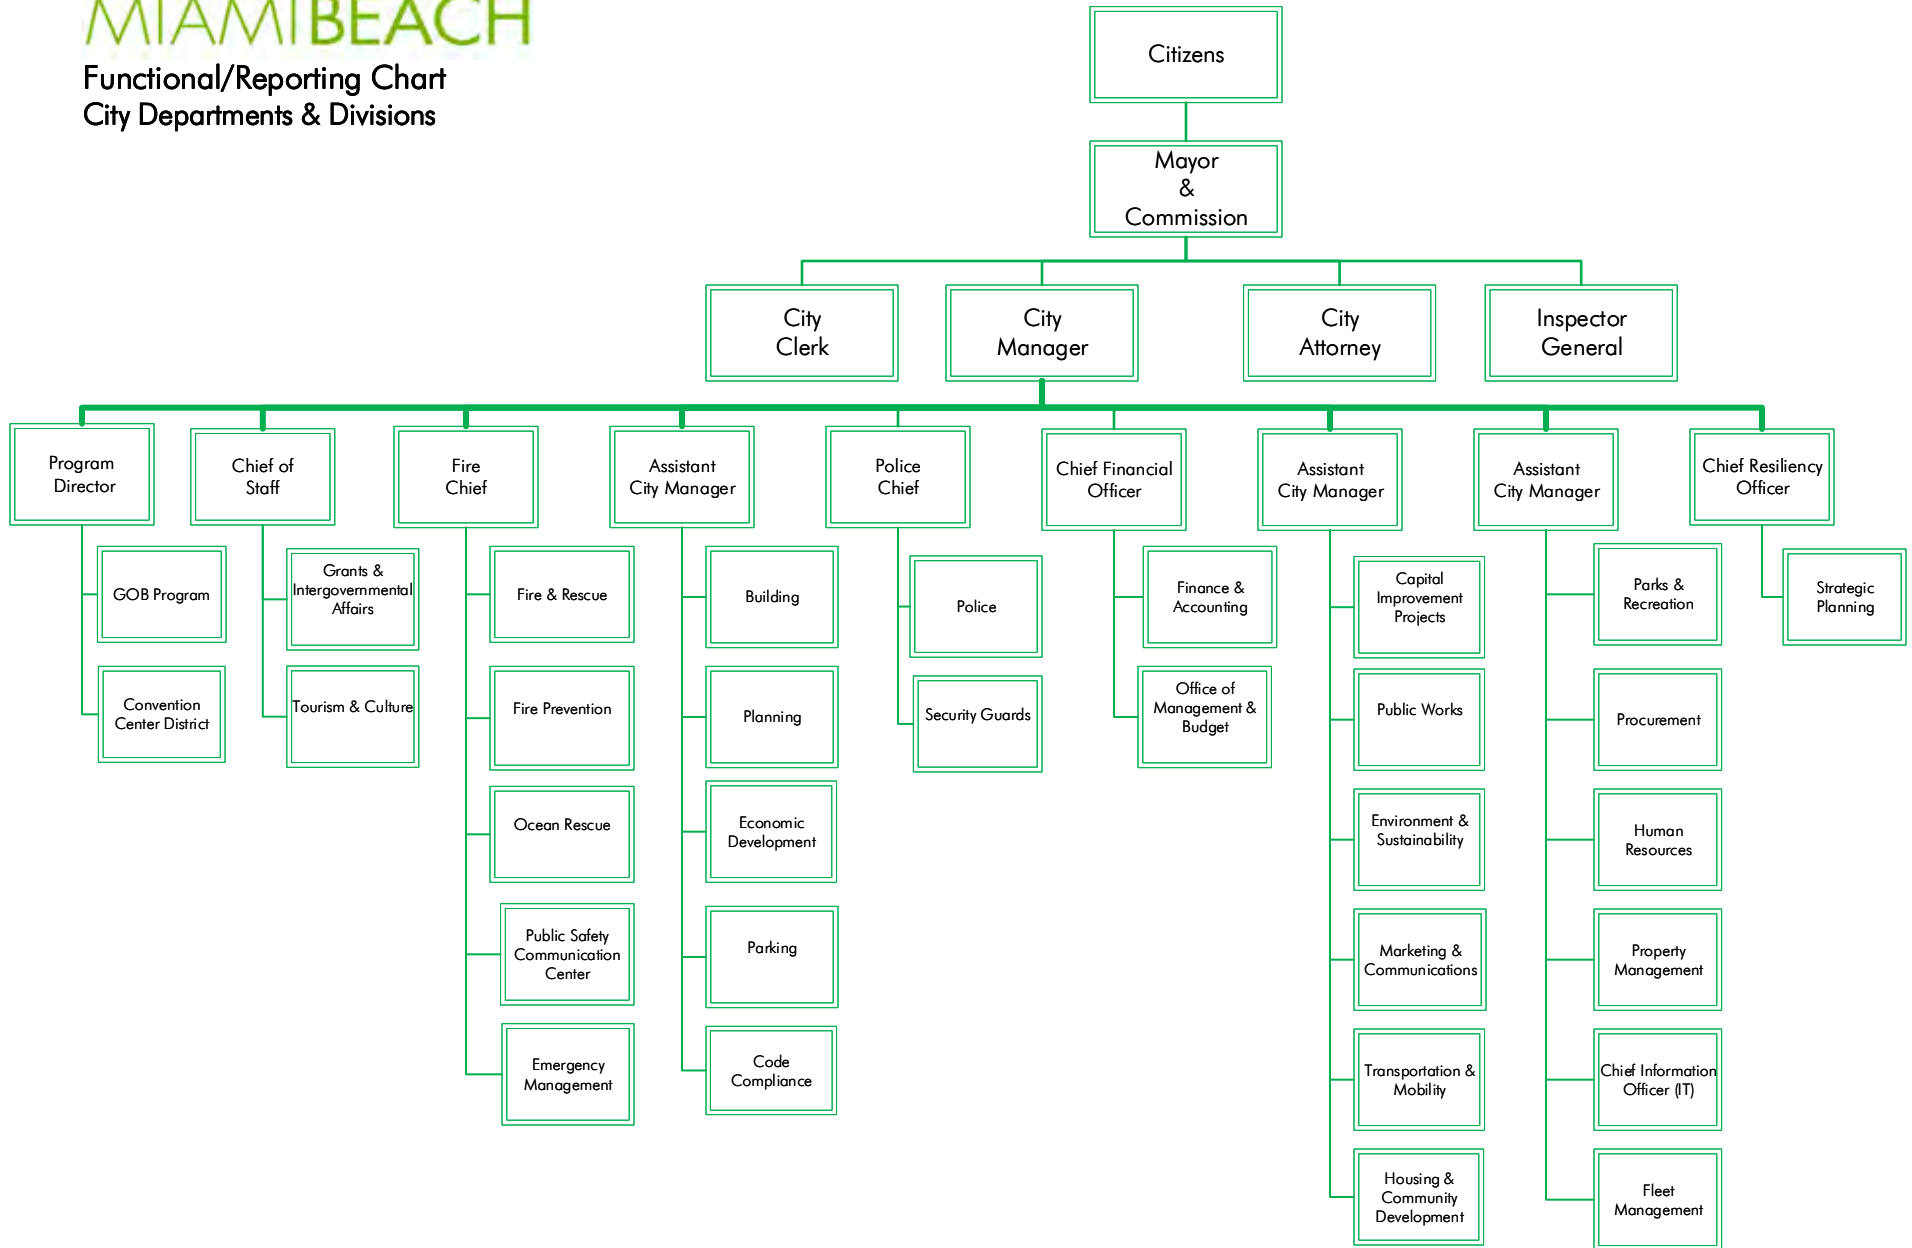 MIAMIBEACH
Functional/Reporting Chart
City Departments & Divisions
Citizens
Mayor
&
Commission
City
Clerk
City
Manager
City
Attorney
Inspector
General
Program
Director
Chief of
Staff
Fire
Chief
Assistant
City Manager
Police
Chief
Chief Financial
Officer
Assistant
City Manager
Assistant
City Manager
Chief Resiliency
Officer
GOB Program
Convention
Center District
Grants &
Intergovernmental
Affairs
Tourism & Culture
Fire & Rescue
Fire Prevention
Ocean Rescue
Public Safety
Communication
Center
Emergency
Management
Building
Planning
Economic
Development
Parking
Code
Compliance
Police
Security Guards
Finance &
Accounting
Office of
Management &
Budget
Capital
Improvement
Projects
Public Works
Environment &
Sustainability
Marketing &
Communications
Transportation &
Mobility
Housing &
Community
Development
Parks &
Recreation
Procurement
Human
Resources
Property
Management
Chief Information
Officer (IT)
Fleet
Management
Strategic
Planning